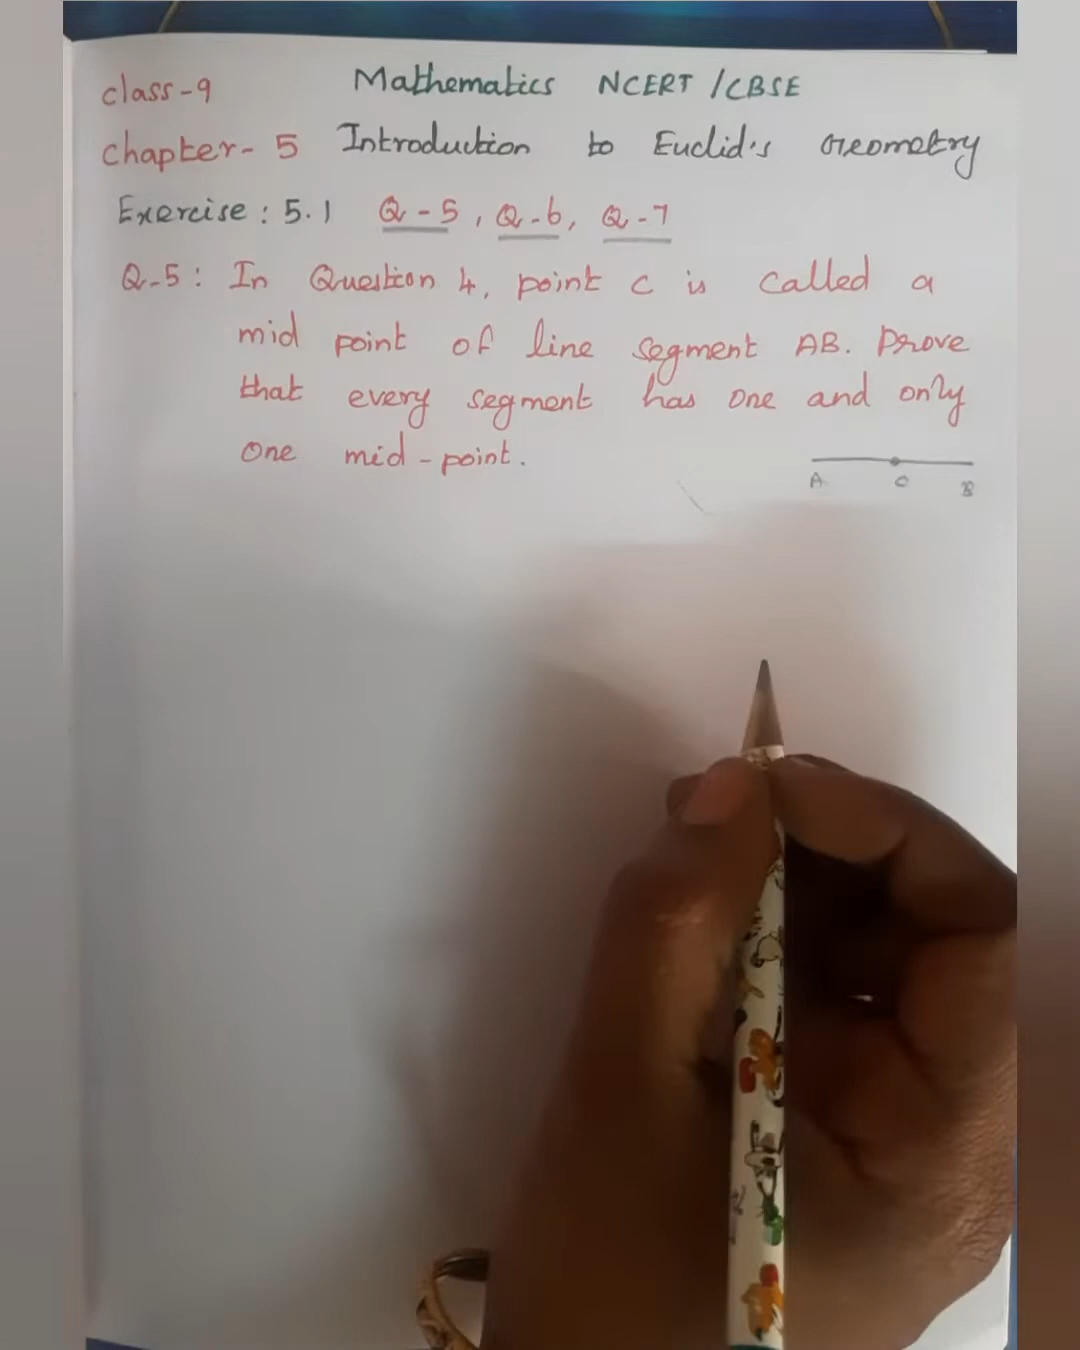 class-9 Mathematics NCERT /CBSE
chapter- 5 Introduction to Euclid's Geometry
Exercise: 5.1 Q-5, Q-6, Q-7
Q-5: In Question 4, point C is called a
mid point of line segment AB. Prove
that every segment has one and only
one mid-point.
A C B